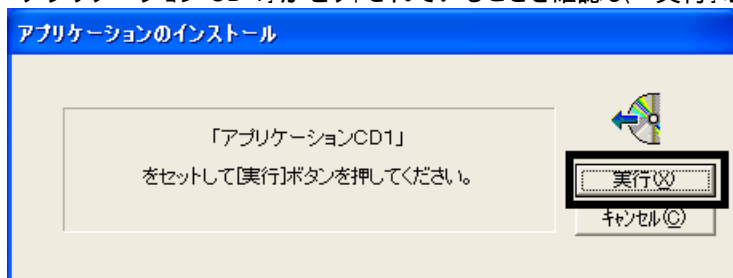 アプリケーションのインストール
「アプリケーションCD1」
をセットして[実行]ボタンを押してください。
実行(X)
キャンセル(C)